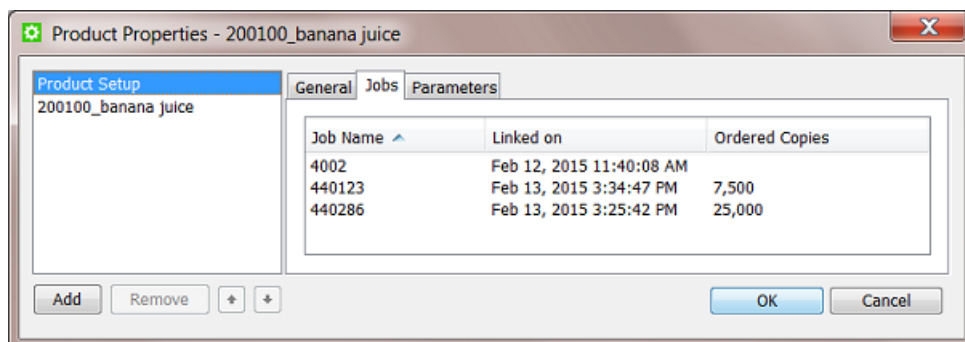 Product Properties - 200100_banana juice
X
Product Setup
200100_banana juice
General Jobs Parameters
Job Name Linked on Ordered Copies
4002 Feb 12, 2015 11:40:08 AM
440123 Feb 13, 2015 3:34:47 PM 7,500
440286 Feb 13, 2015 3:25:42 PM 25,000
Add Remove OK Cancel